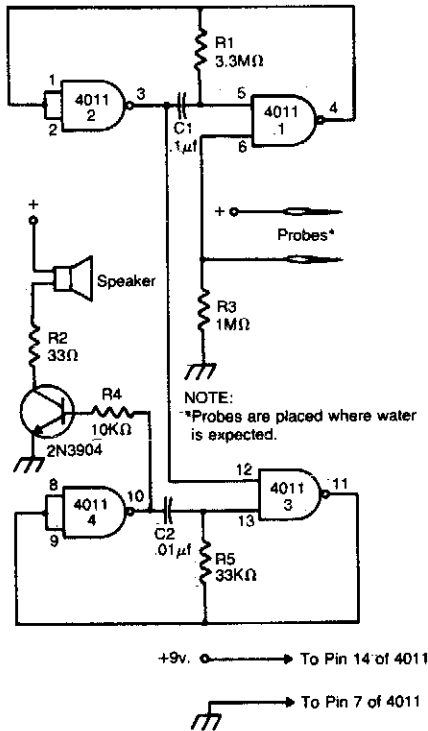 R1
3.3MΩ
1
2
4011
2
3
C1
.1µf
5
6
4011
.1
4
+
Probes*
+
Speaker
R2
33Ω
R3
1MΩ
R4
10KΩ
2N3904
NOTE:
*Probes are placed where water
is expected.
8
9
4011
4
10
C2
.01µf
12
13
4011
3
11
R5
33KΩ
+9v.
To Pin 14 of 4011
To Pin 7 of 4011